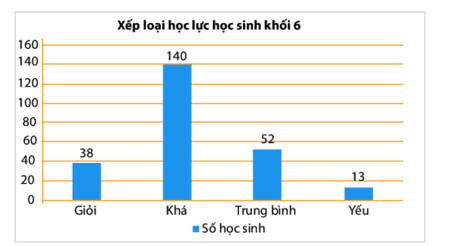 Xếp loại học lực học sinh khối 6
160
140
120
100
80
60
40
20
0
38
140
52
13
Giỏi
Khá
Trung bình
Yếu
Số học sinh